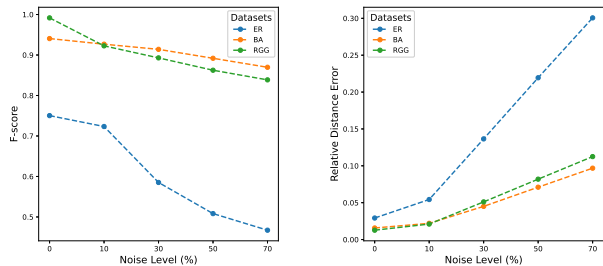 1.0
0.9
0.8
0.7
0.6
0.5
F-score
0
10
30
50
70
Noise Level (%)
Datasets
ER
BA
RGG
0.30
0.25
0.20
0.15
0.10
0.05
0.00
Relative Distance Error
0
10
30
50
70
Noise Level (%)
Datasets
ER
BA
RGG